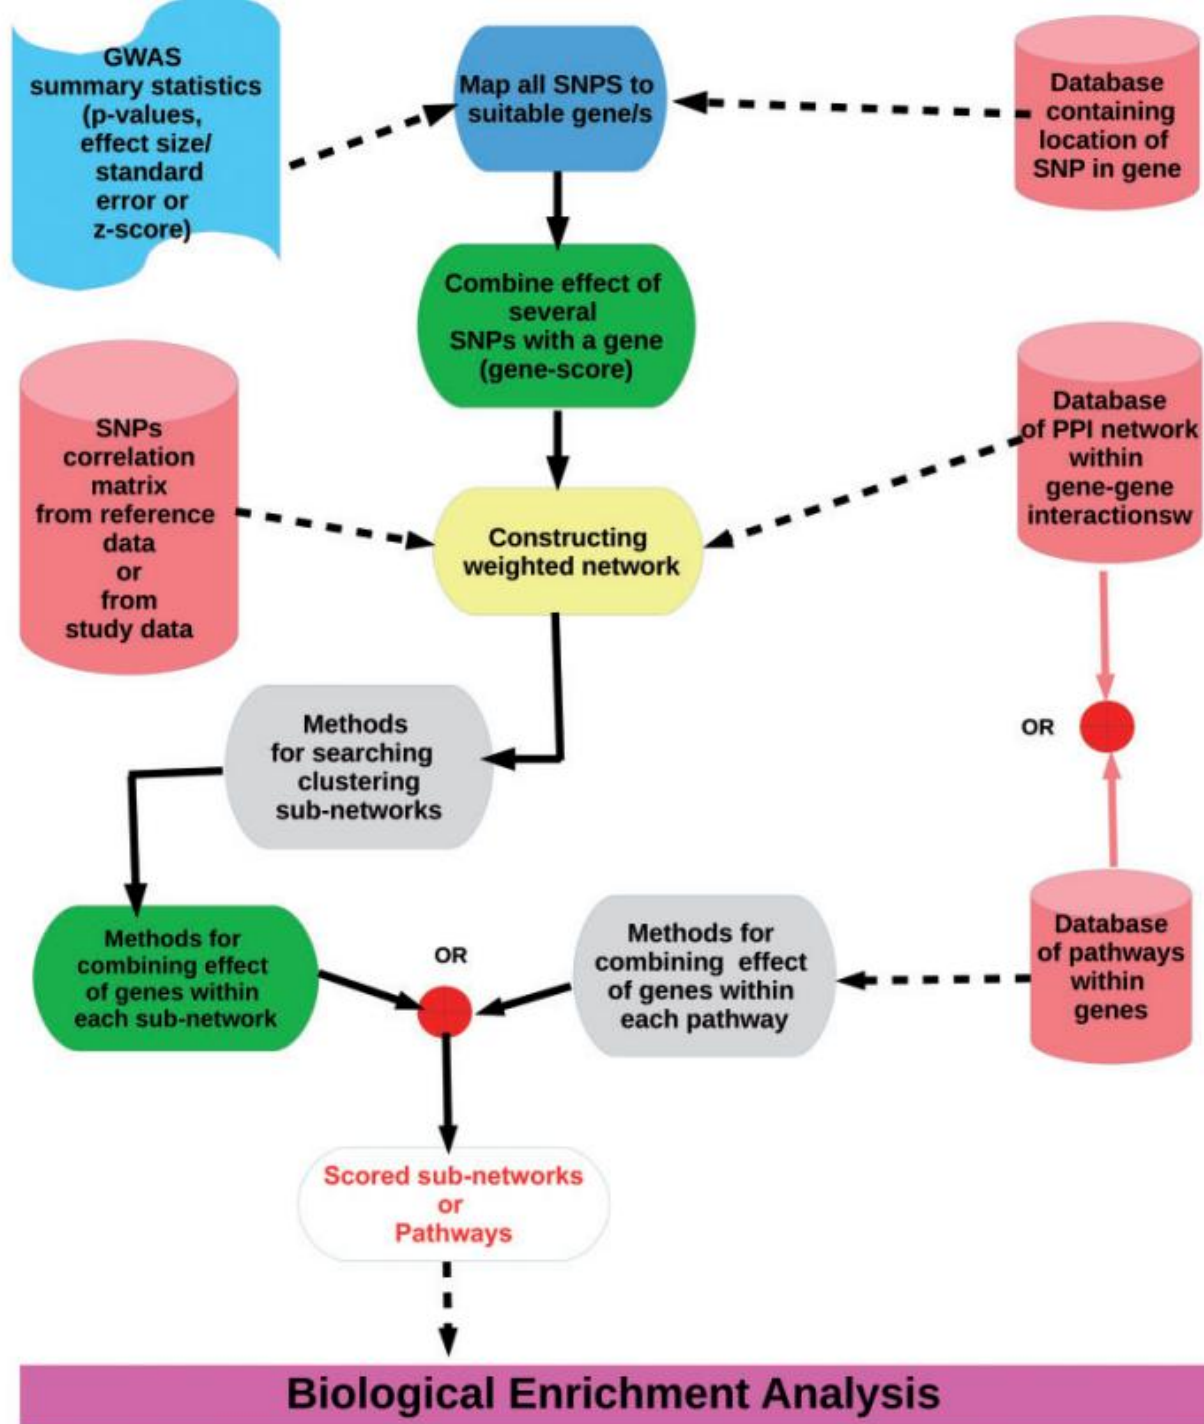 GWAS
summary statistics
(p-values,
effect size/
standard
error or
z-score)
Map all SNPS to
suitable gene/s
Database
containing
location of
SNP in gene
Combine effect of
several
SNPs with a gene
(gene-score)
SNPs
correlation
matrix
from reference
data
or
from
study data
Constructing
weighted network
Database
of PPI network
within
gene-gene
interactionsw
OR
Methods
for searching
clustering
sub-networks
Methods for
combining effect
of genes within
each sub-network
OR
Methods for
combining effect
of genes within
each pathway
Database
of pathways
within
genes
Scored sub-networks
or
Pathways
Biological Enrichment Analysis